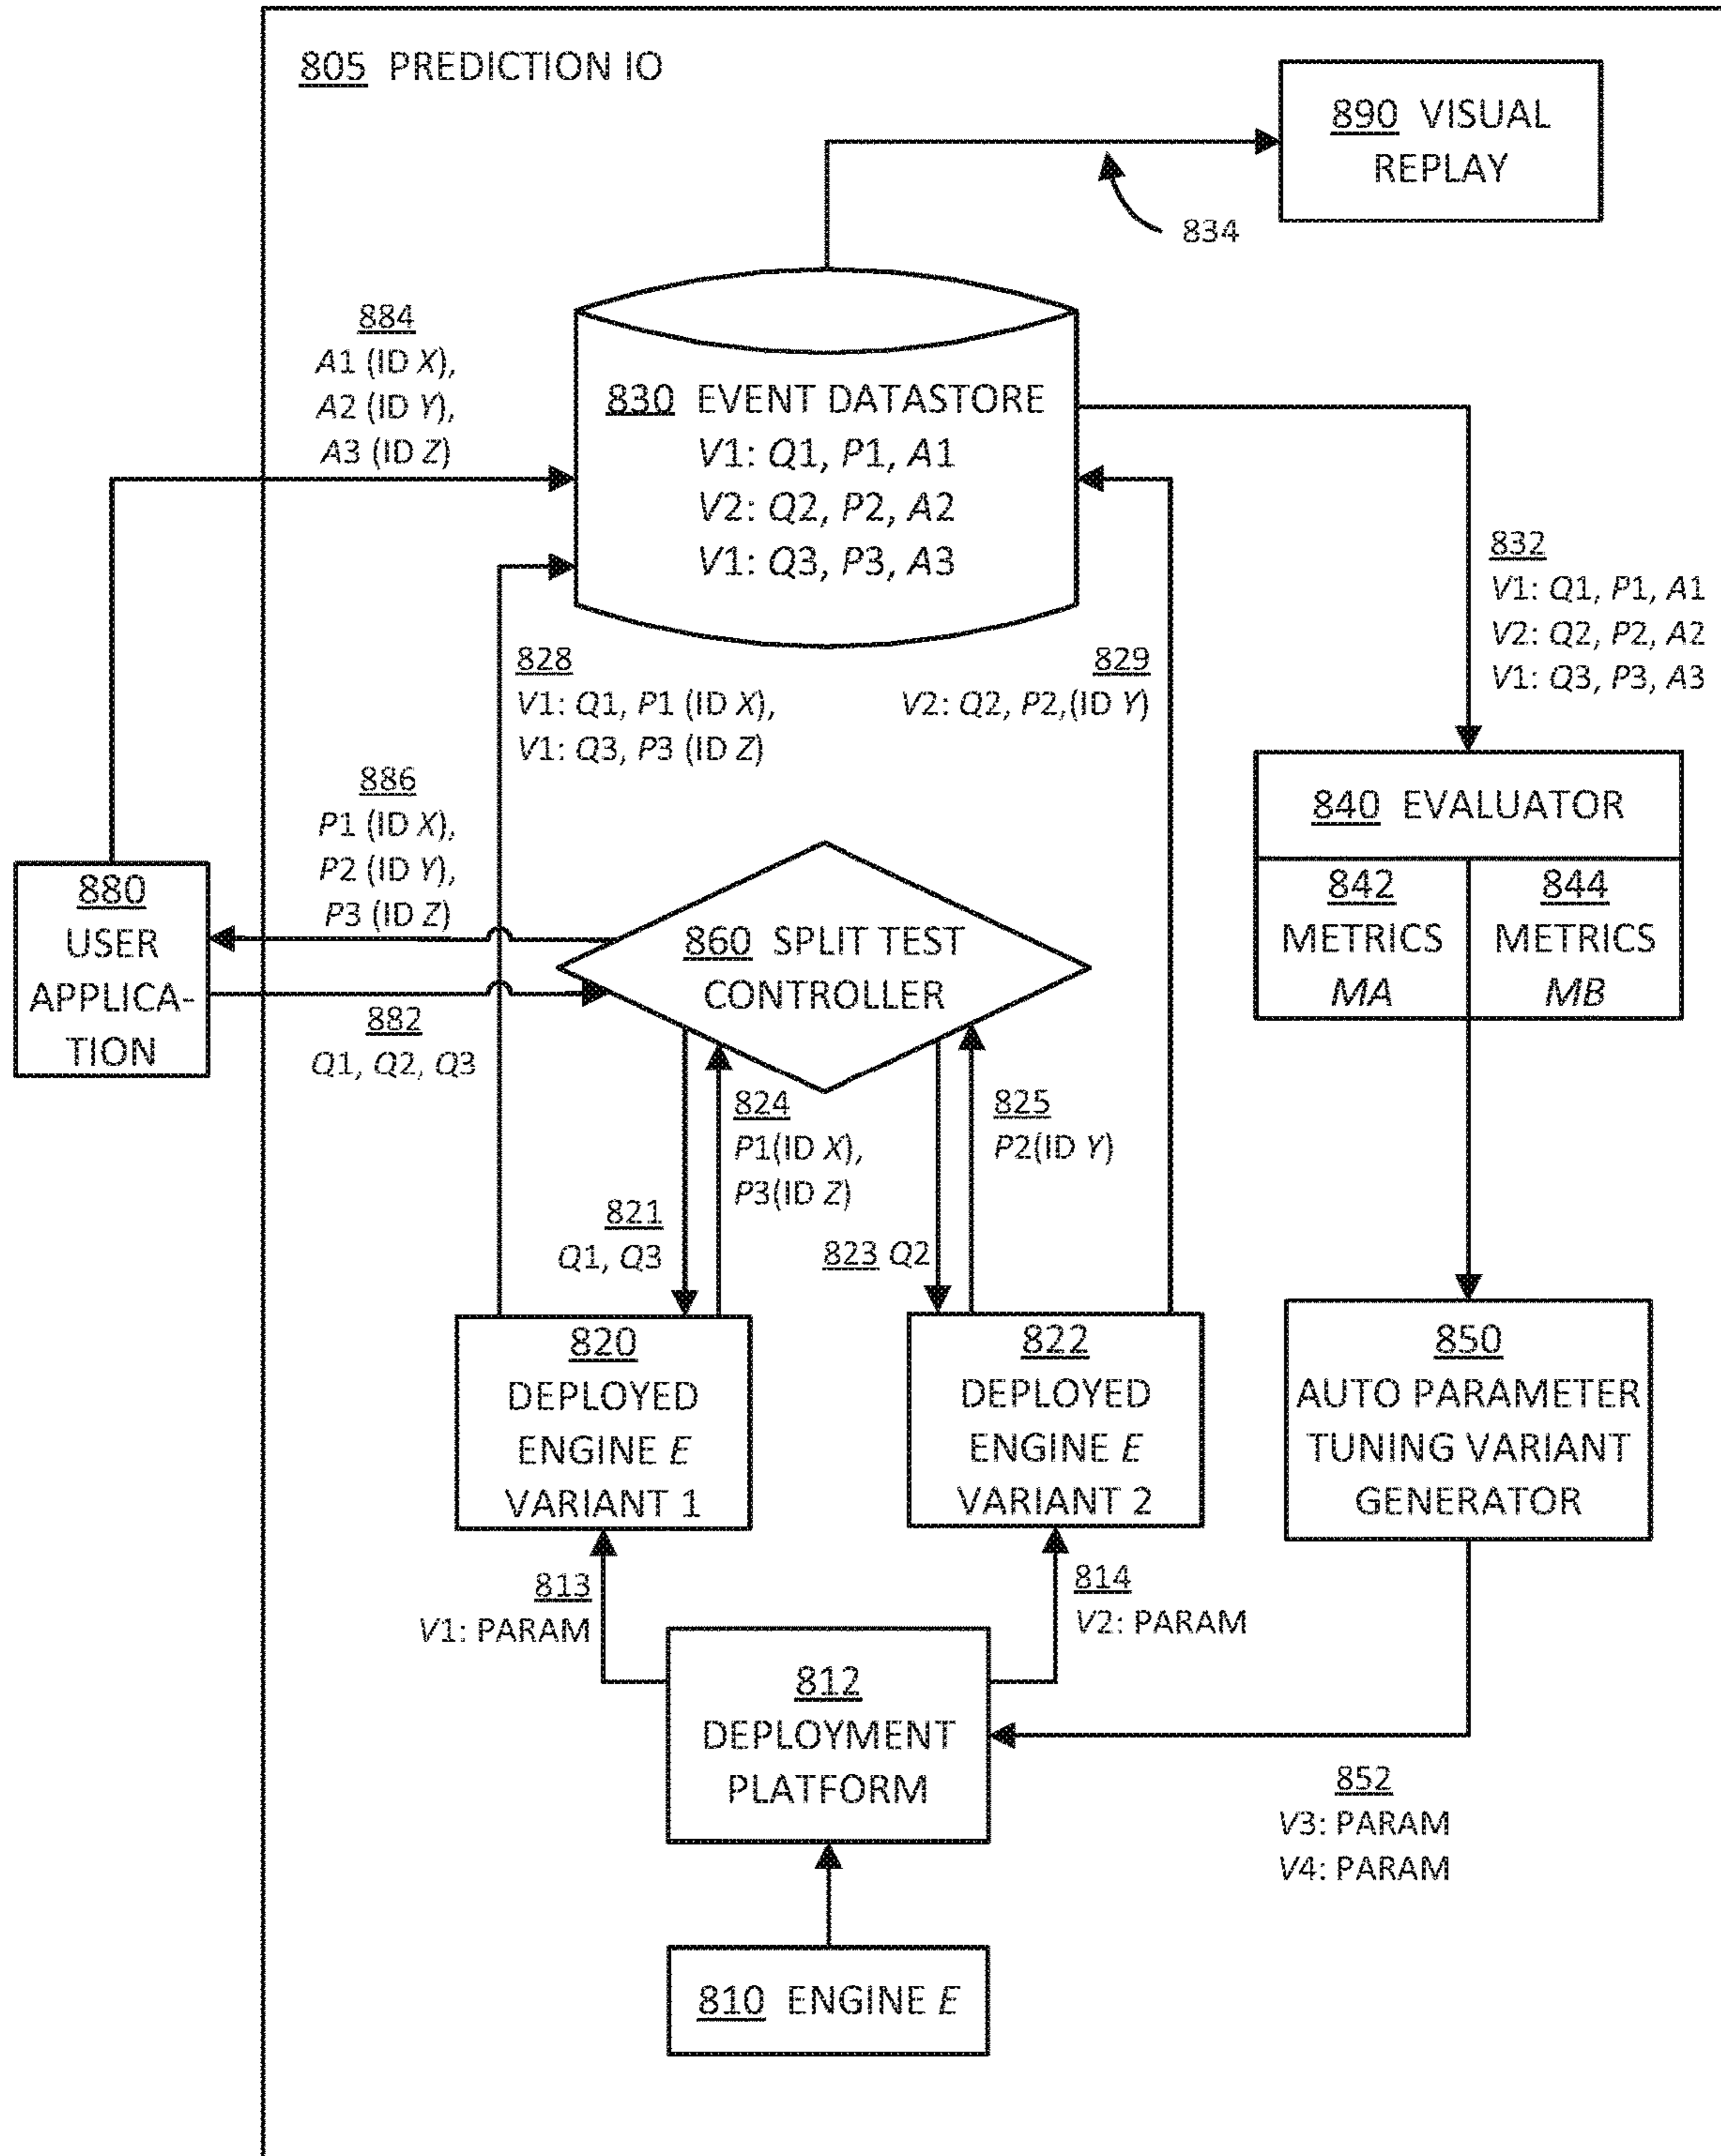 805 PREDICTION IO
890 VISUAL
REPLAY
834
884
A1 (ID X),
A2 (ID Y),
A3 (ID Z)
830 EVENT DATASTORE
V1: Q1, P1, A1
V2: Q2, P2, A2
V1: Q3, P3, A3
832
V1: Q1, P1, A1
V2: Q2, P2, A2
V1: Q3, P3, A3
828
V1: Q1, P1 (ID X),
V1: Q3, P3 (ID Z)
829
V2: Q2, P2,(ID Y)
886
P1 (ID X),
P2 (ID Y),
P3 (ID Z)
840 EVALUATOR
842
METRICS
MA
844
METRICS
MB
880
USER
APPLICA-
TION
860 SPLIT TEST
CONTROLLER
882
Q1, Q2, Q3
824
P1(ID X),
P3(ID Z)
825
P2(ID Y)
821
Q1, Q3
823 Q2
820
DEPLOYED
ENGINE E
VARIANT 1
822
DEPLOYED
ENGINE E
VARIANT 2
850
AUTO PARAMETER
TUNING VARIANT
GENERATOR
813
V1: PARAM
814
V2: PARAM
812
DEPLOYMENT
PLATFORM
852
V3: PARAM
V4: PARAM
810 ENGINE E